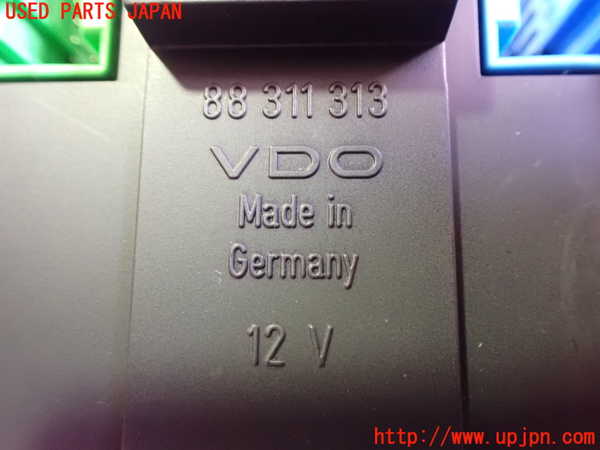 USED PARTS JAPAN
88 311 313
VDO
Made in
Germany
12 V
http://www.upjpn.com/